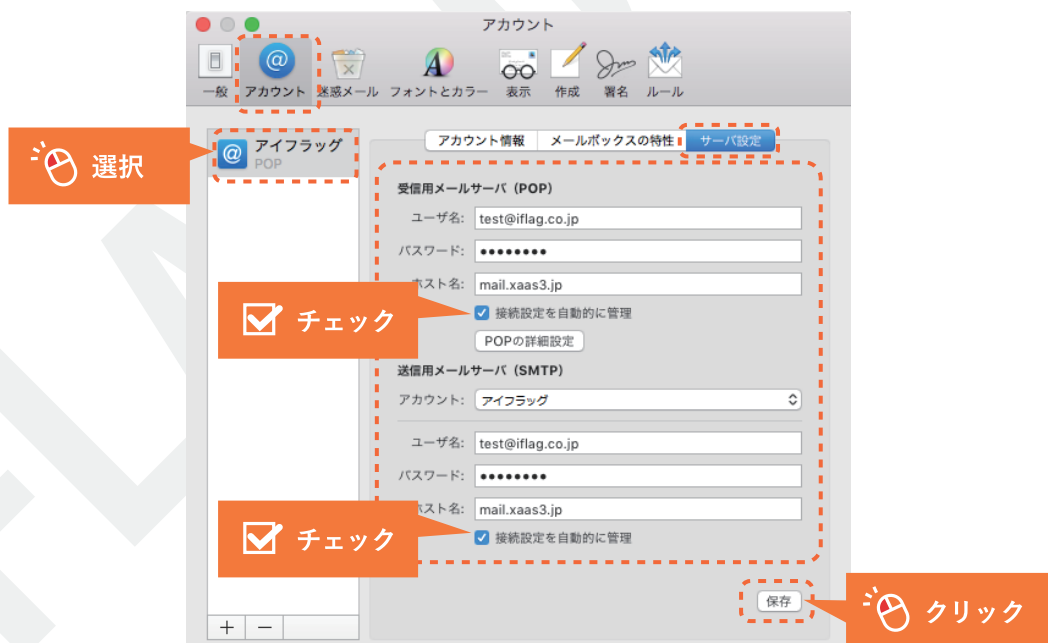 アカウント
一般 アカウント 迷惑メール フォントとカラー 表示 作成 署名 ルール
選択
@ アイフラッグ
POP
アカウント情報 メールボックスの特性 サーバ設定
受信用メールサーバ（POP）
ユーザ名: test@iflag.co.jp
パスワード: ••••••••
ホスト名: mail.xaas3.jp
チェック
接続設定を自動的に管理
POPの詳細設定
送信用メールサーバ（SMTP）
アカウント: アイフラッグ
ユーザ名: test@iflag.co.jp
パスワード: ••••••••
スト名: mail.xaas3.jp
チェック
接続設定を自動的に管理
保存
クリック
+ −